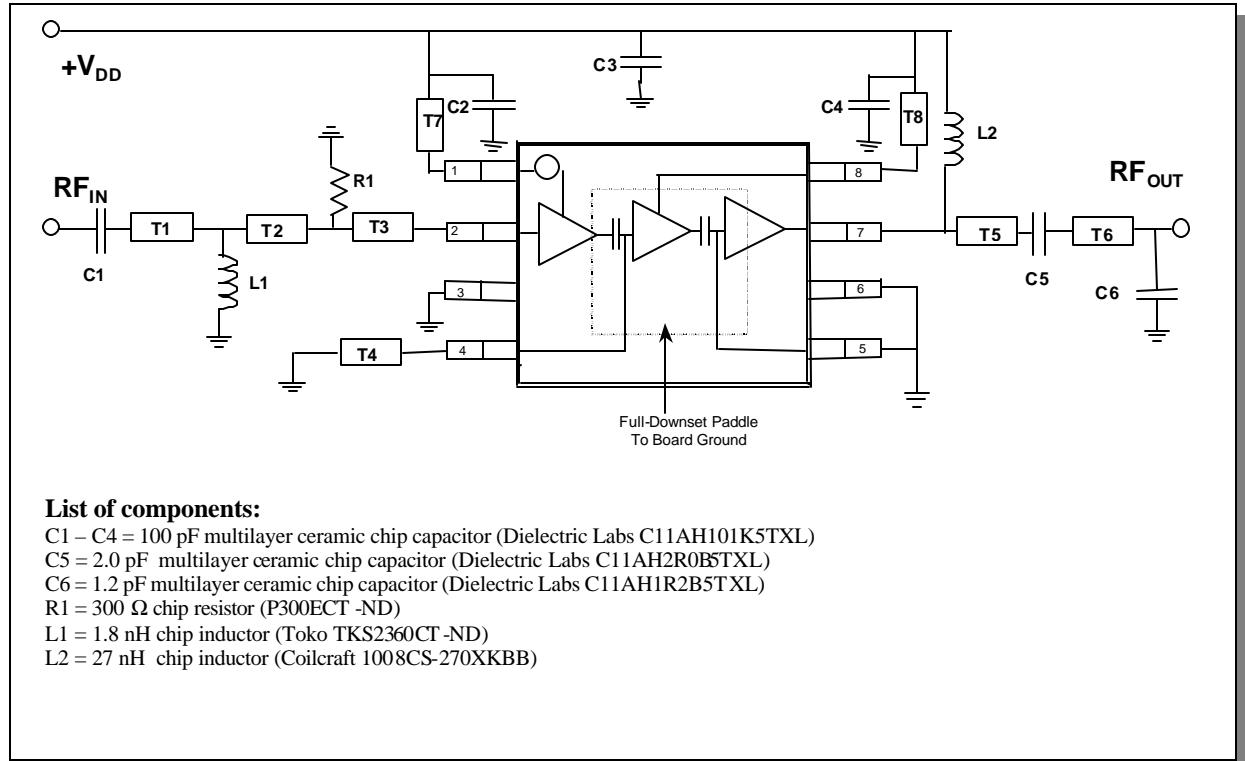 +VDD
C3
C2
C4
T7
T8
L2
R1
1
8
RFIN
RFOUT
T1
T2
T3
2
7
T5
T6
C1
L1
C5
C6
3
6
T4
4
5
Full-Downset Paddle
To Board Ground
List of components:
C1 – C4 = 100 pF multilayer ceramic chip capacitor (Dielectric Labs C11AH101K5TXL)
C5 = 2.0 pF multilayer ceramic chip capacitor (Dielectric Labs C11AH2R0B5TXL)
C6 = 1.2 pF multilayer ceramic chip capacitor (Dielectric Labs C11AH1R2B5TXL)
R1 = 300 Ω chip resistor (P300ECT -ND)
L1 = 1.8 nH chip inductor (Toko TKS2360CT -ND)
L2 = 27 nH chip inductor (Coilcraft 1008CS-270XKBB)